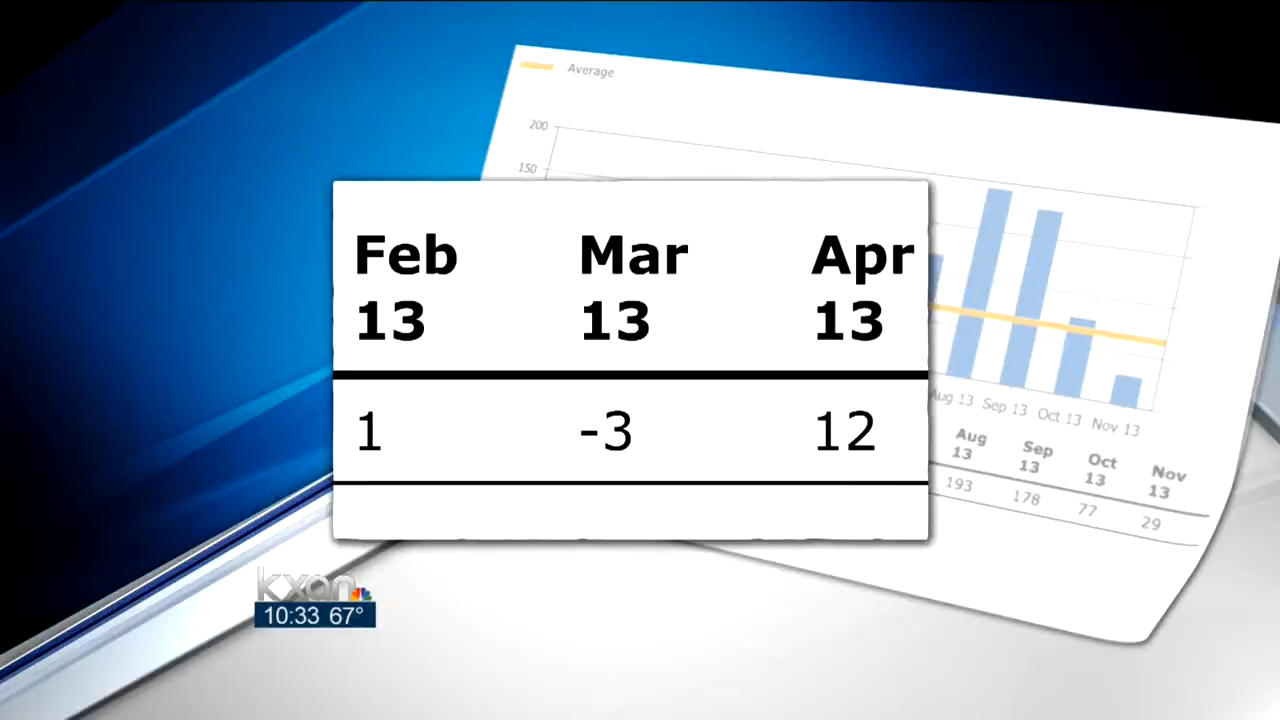 Average
200
150
Feb 13 Mar 13 Apr 13
1 -3 12
Aug 13 Sep 13 Oct 13 Nov 13
Aug 13 Sep 13 Oct 13 Nov 13
193 178 77 29
kxan
10:33 67°